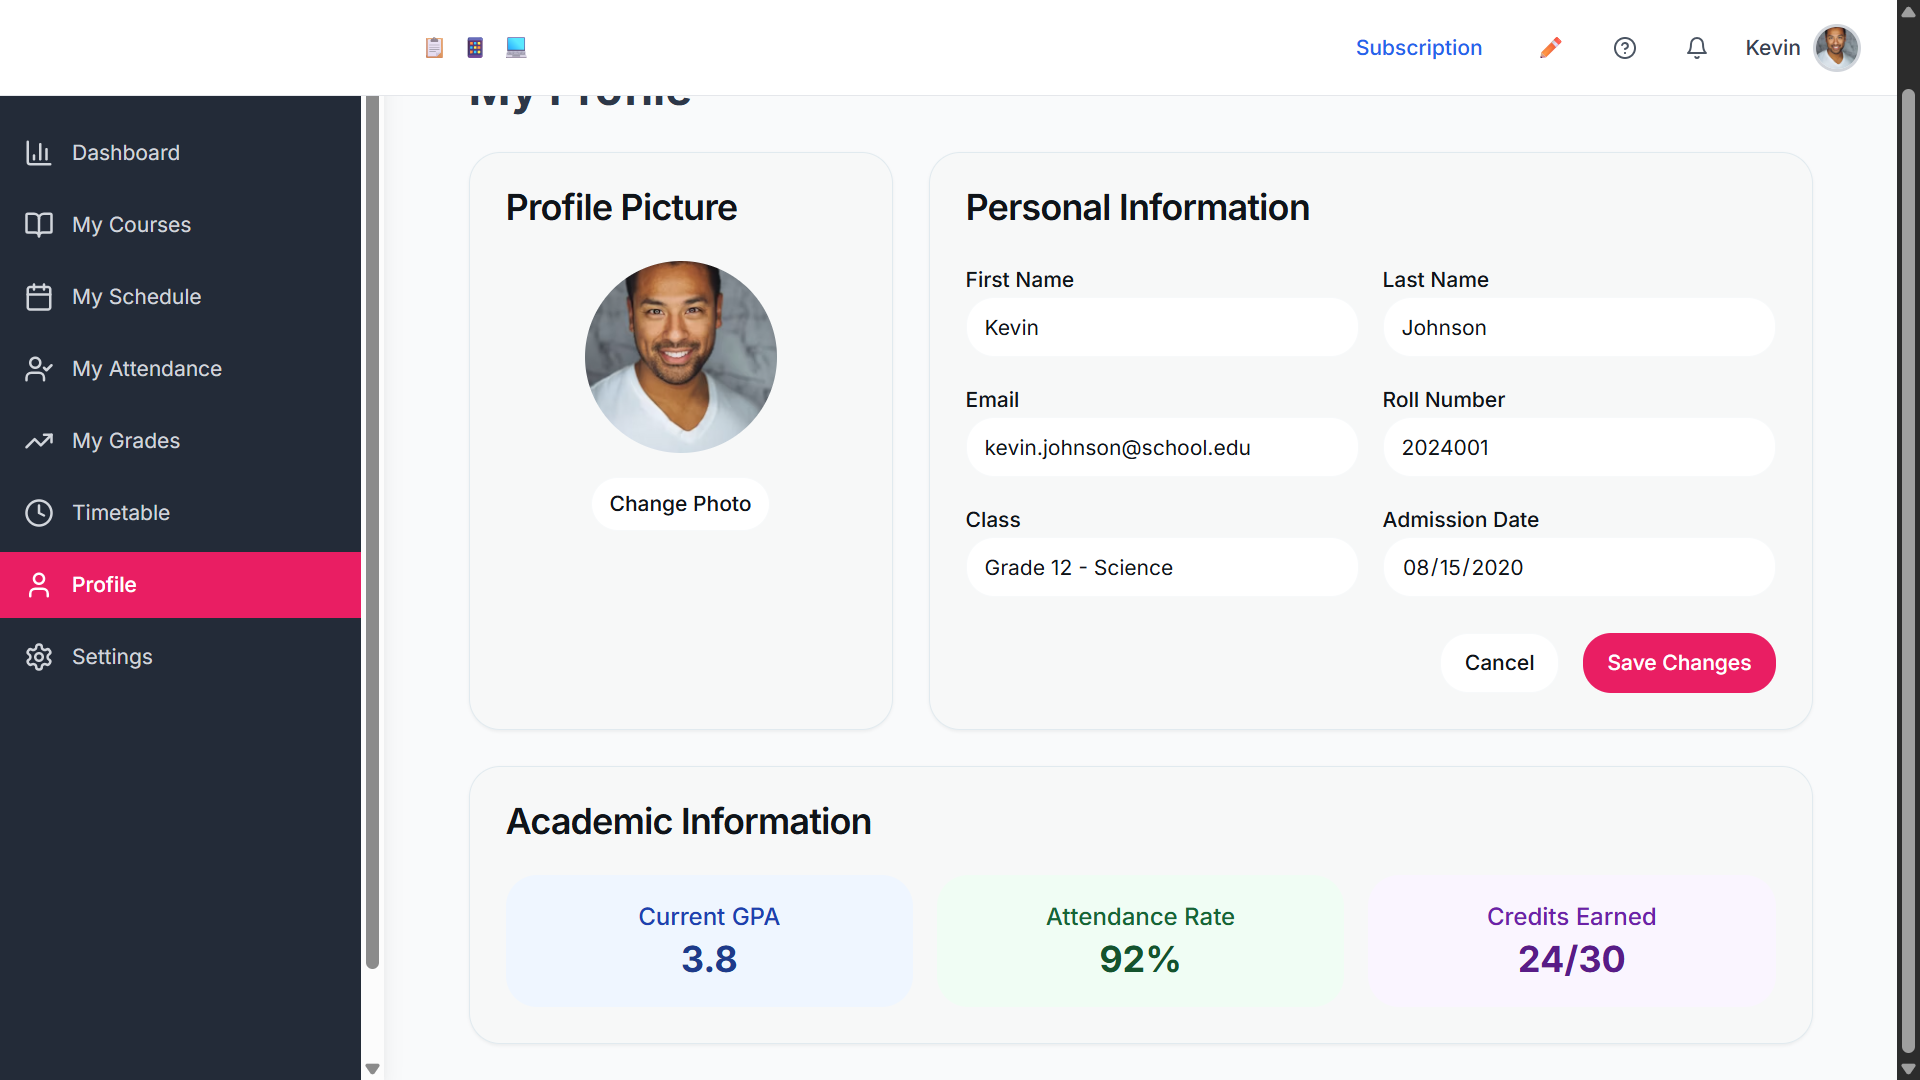 Subscription
Kevin
My Profile
Dashboard
My Courses
My Schedule
My Attendance
My Grades
Timetable
Profile
Settings
Profile Picture
Change Photo
Personal Information
First Name
Last Name
Kevin
Johnson
Email
Roll Number
kevin.johnson@school.edu
2024001
Class
Admission Date
Grade 12 - Science
08/15/2020
Cancel
Save Changes
Academic Information
Current GPA
3.8
Attendance Rate
92%
Credits Earned
24/30